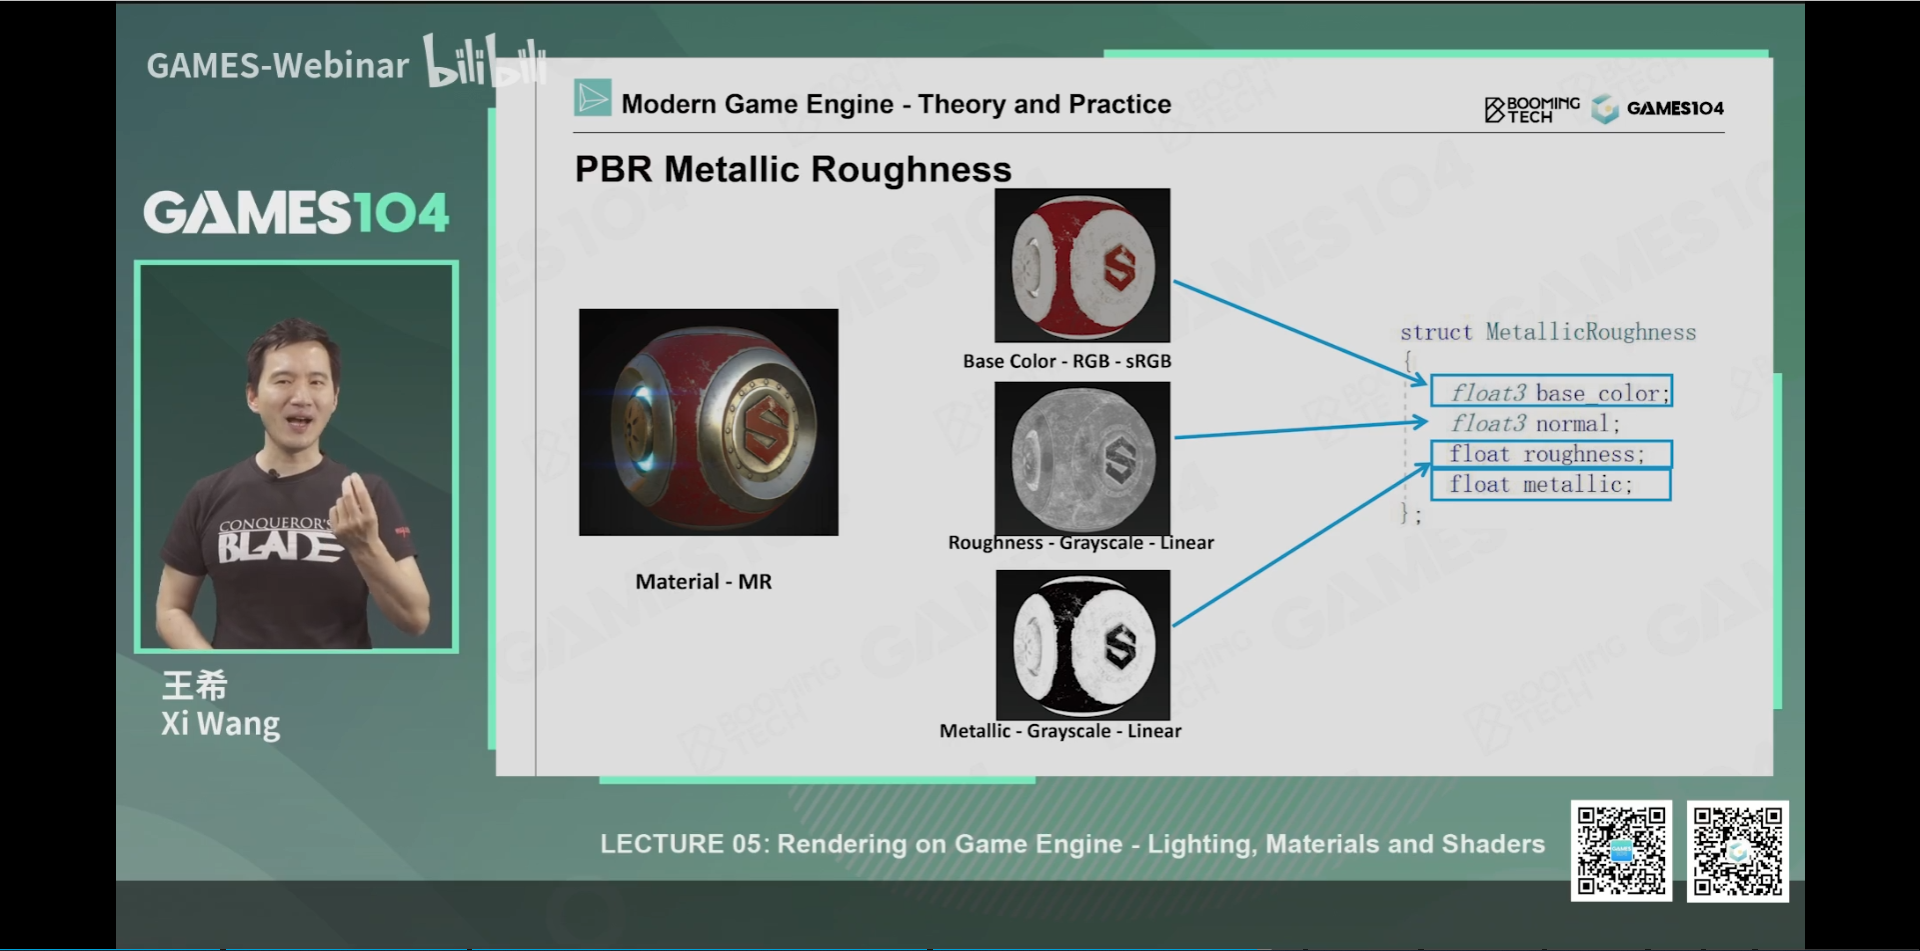 GAMES-Webinar bilibili
Modern Game Engine - Theory and Practice
BOOMING TECH
GAMES104
PBR Metallic Roughness
GAMES104
CONQUEROR'S
BLADE
王希
Xi Wang
Material - MR
Base Color - RGB - sRGB
Roughness - Grayscale - Linear
Metallic - Grayscale - Linear
struct MetallicRoughness
{
float3 base_color;
float3 normal;
float roughness;
float metallic;
};
LECTURE 05: Rendering on Game Engine - Lighting, Materials and Shaders